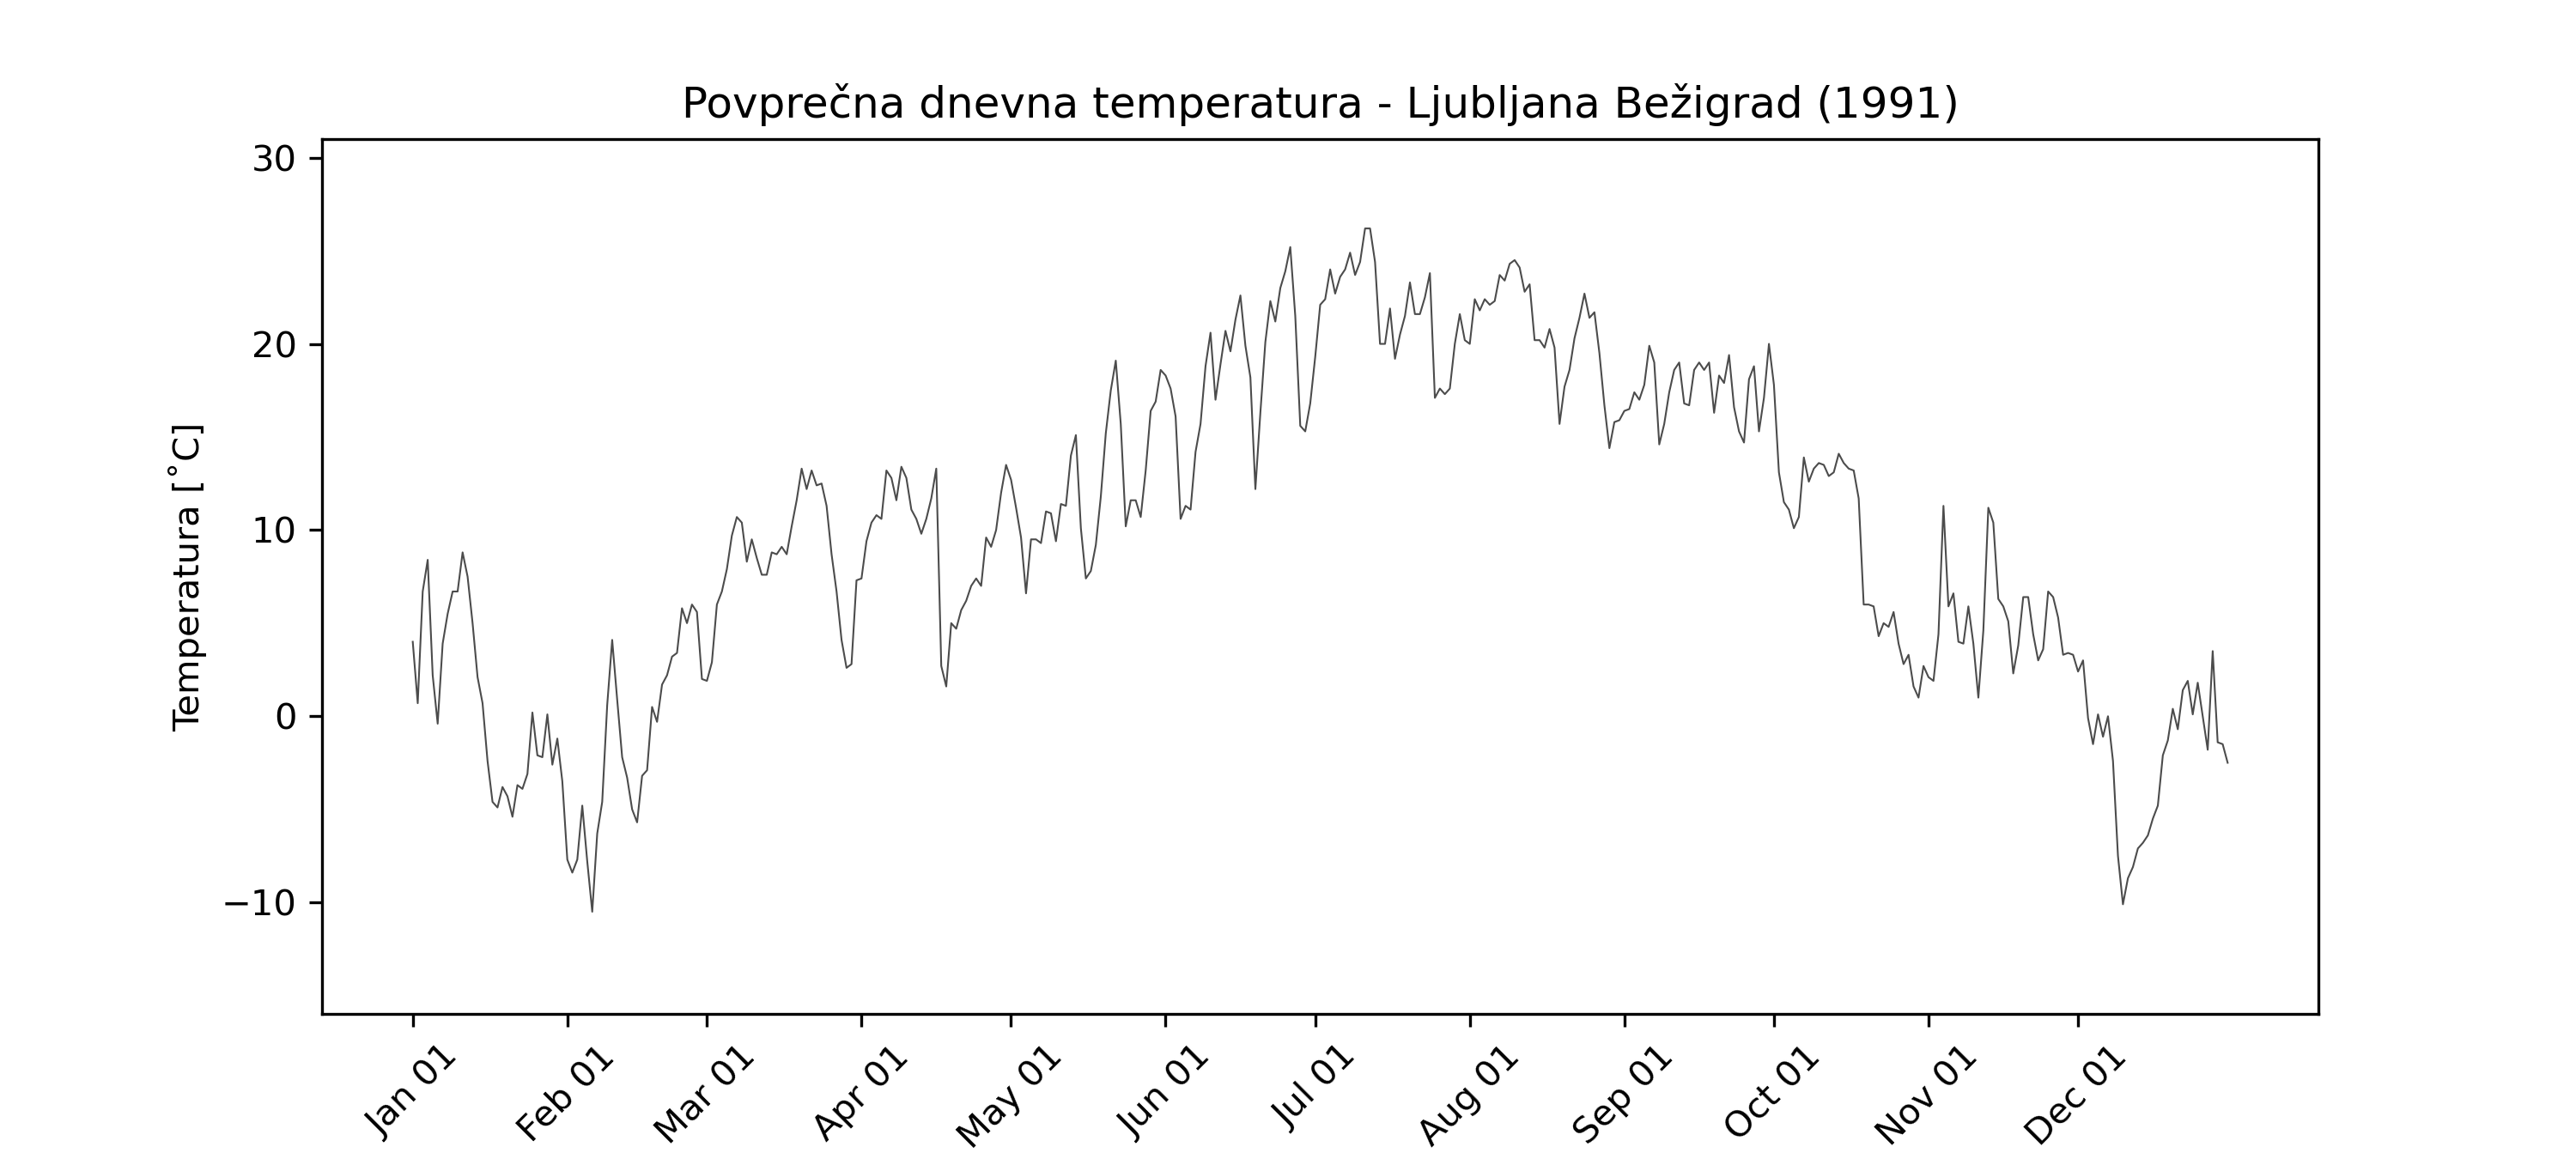 Povprečna dnevna temperatura - Ljubljana Bežigrad (1991)
Temperatura [˚C]
30
20
10
0
−10
Jan 01
Feb 01
Mar 01
Apr 01
May 01
Jun 01
Jul 01
Aug 01
Sep 01
Oct 01
Nov 01
Dec 01